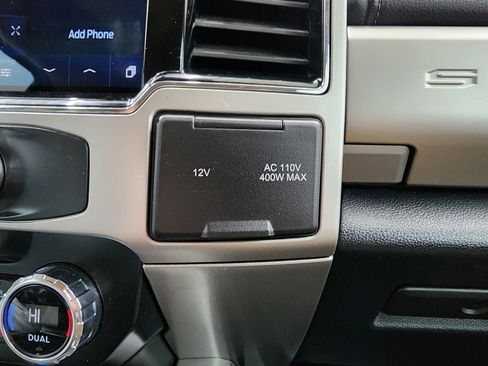 Add Phone
12V
AC 110V
400W MAX
HI
DUAL
S